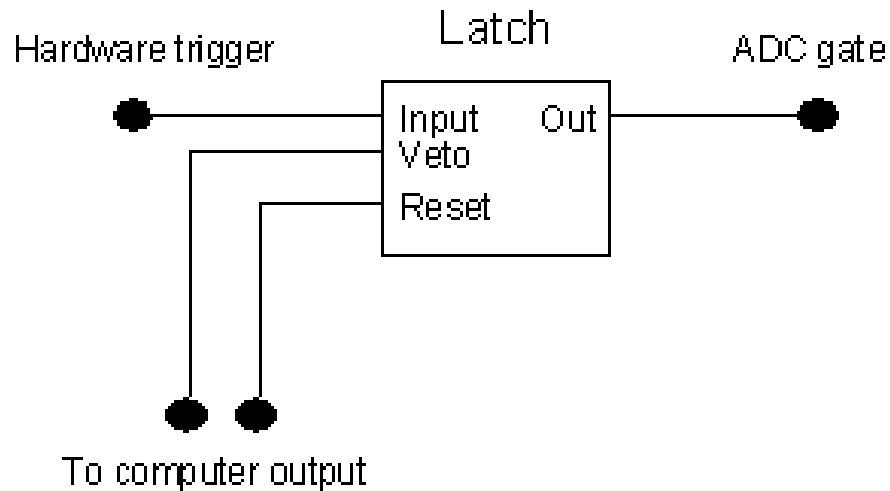 Latch
Hardware trigger
ADC gate
Input
Out
Veto
Reset
To computer output